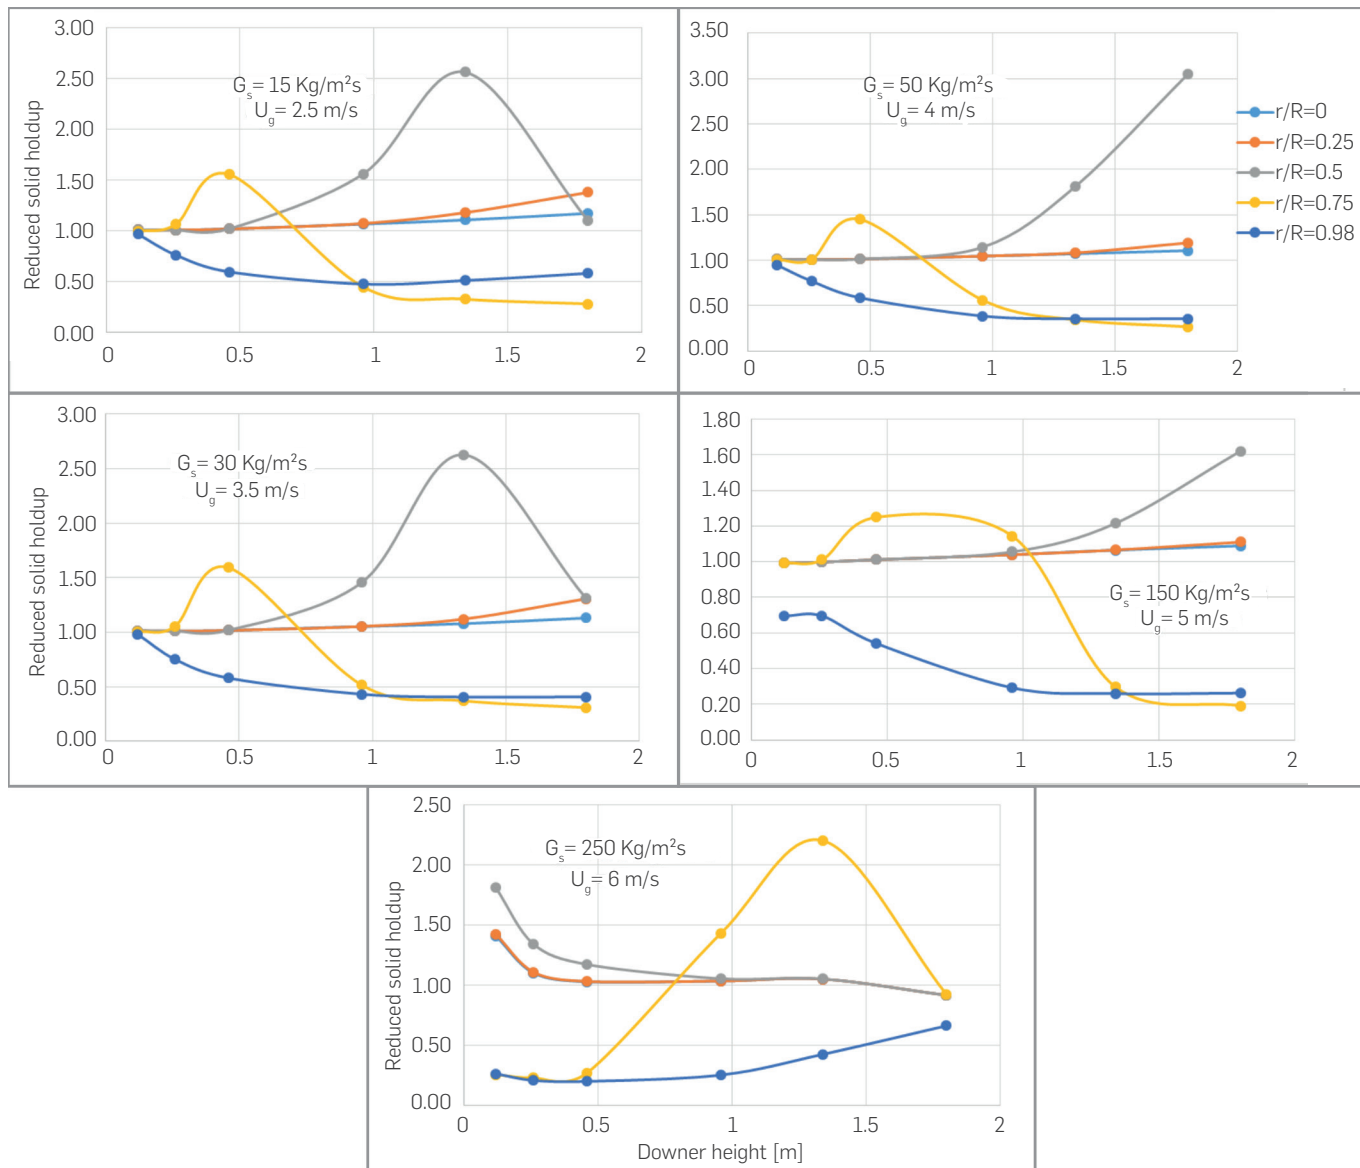 3.00
2.50
2.00
1.50
1.00
0.50
0.00
Reduced solid holdup
Gs= 15 Kg/m²s
Ug= 2.5 m/s
0 0.5 1 1.5 2
3.50
3.00
2.50
2.00
1.50
1.00
0.50
0.00
Gs= 50 Kg/m²s
Ug= 4 m/s
0 0.5 1 1.5 2
r/R=0
r/R=0.25
r/R=0.5
r/R=0.75
r/R=0.98
3.00
2.50
2.00
1.50
1.00
0.50
0.00
Reduced solid holdup
Gs= 30 Kg/m²s
Ug= 3.5 m/s
0 0.5 1 1.5 2
1.80
1.60
1.40
1.20
1.00
0.80
0.60
0.40
0.20
0.00
Gs= 150 Kg/m²s
Ug= 5 m/s
0 0.5 1 1.5 2
2.50
2.00
1.50
1.00
0.50
0.00
Reduced solid holdup
Gs= 250 Kg/m²s
Ug= 6 m/s
0 0.5 1 1.5 2
Downer height [m]